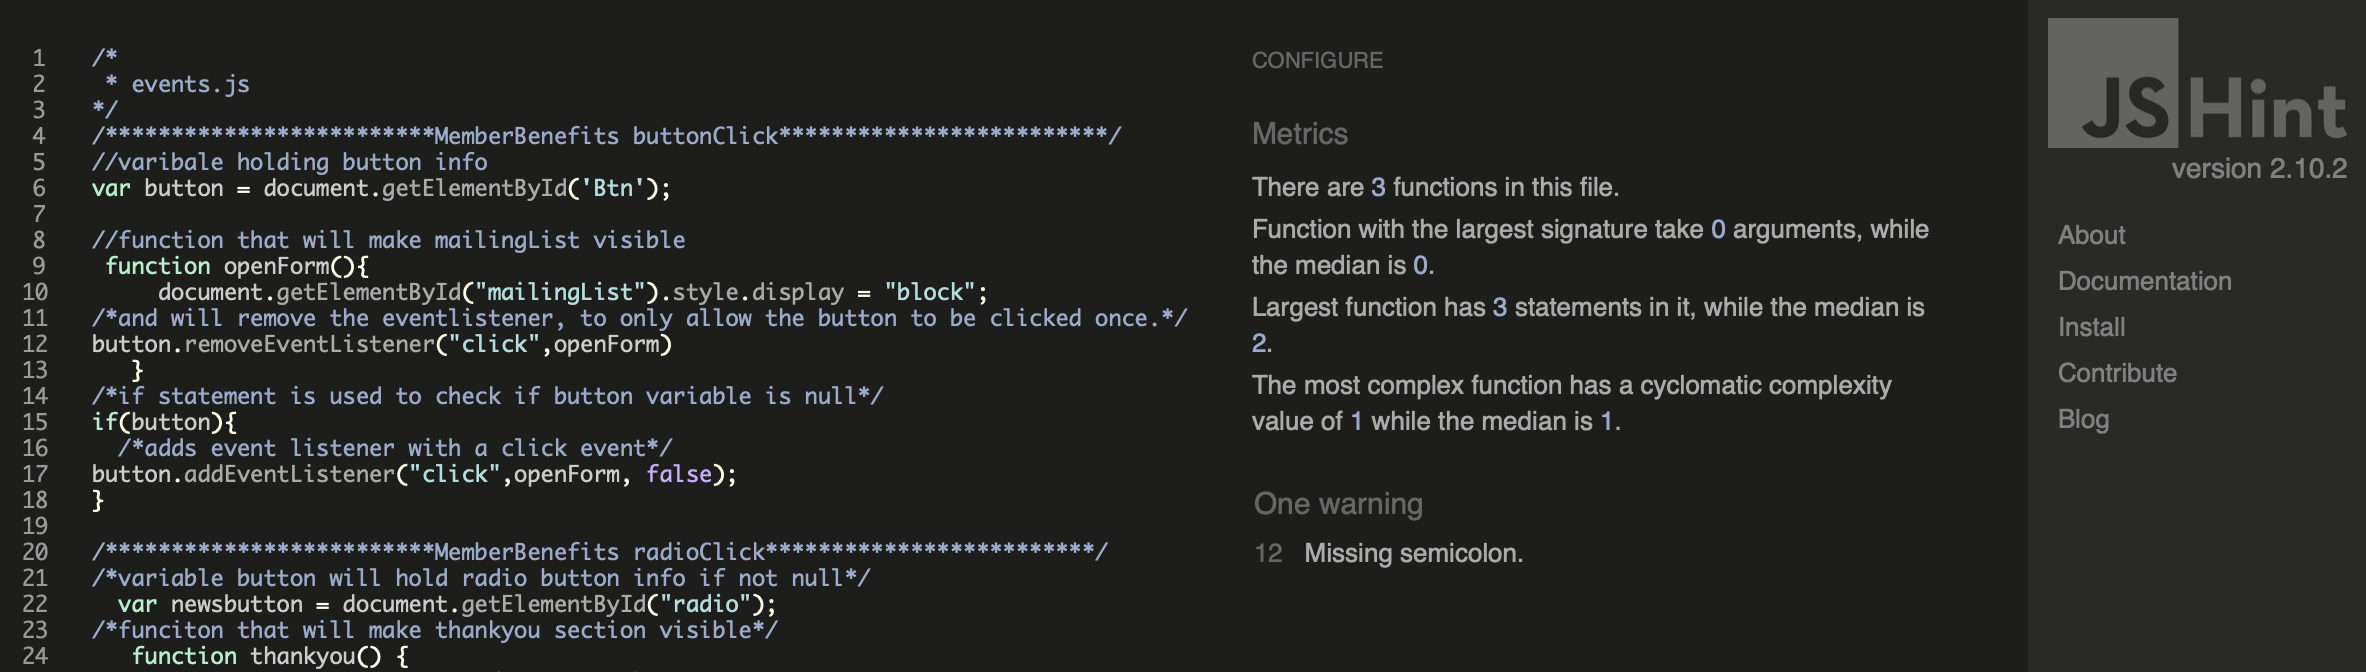 1 /*
2 * events.js
3 */
4 /*************************MemberBenefits buttonClick*************************/
5 //varibale holding button info
6 var button = document.getElementById('Btn');
7
8 //function that will make mailingList visible
9 function openForm(){
10 document.getElementById("mailingList").style.display = "block";
11 /*and will remove the eventlistener, to only allow the button to be clicked once.*/
12 button.removeEventListener("click",openForm)
13 }
14 /*if statement is used to check if button variable is null*/
15 if(button){
16 /*adds event listener with a click event*/
17 button.addEventListener("click",openForm, false);
18 }
19
20 /*************************MemberBenefits radioClick*************************/
21 /*variable button will hold radio button info if not null*/
22 var newsbutton = document.getElementById("radio");
23 /*funciton that will make thankyou section visible*/
24 function thankyou() {
CONFIGURE
Metrics
There are 3 functions in this file.
Function with the largest signature take 0 arguments, while
the median is 0.
Largest function has 3 statements in it, while the median is
2.
The most complex function has a cyclomatic complexity
value of 1 while the median is 1.
One warning
12 Missing semicolon.
JSHint
version 2.10.2
About
Documentation
Install
Contribute
Blog